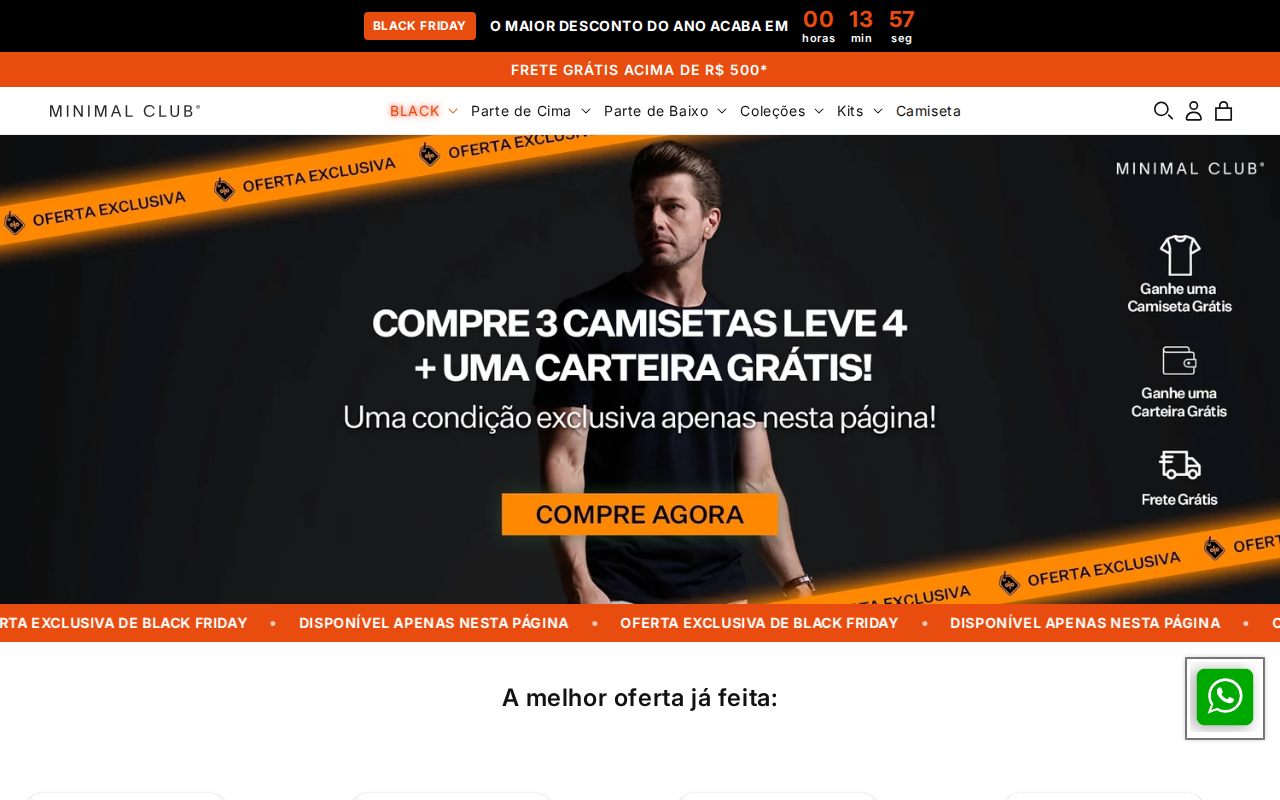 BLACK FRIDAY
O MAIOR DESCONTO DO ANO ACABA EM
00 13 57
horas min seg
FRETE GRÁTIS ACIMA DE R$ 500*
MINIMAL CLUB®
BLACK Parte de Cima Parte de Baixo Coleções Kits Camiseta
OFERTA EXCLUSIVA OFERTA EXCLUSIVA OFERTA EXCLUSIVA
MINIMAL CLUB®
Ganhe uma
Camiseta Grátis
COMPRE 3 CAMISETAS LEVE 4
+ UMA CARTEIRA GRÁTIS!
Uma condição exclusiva apenas nesta página!
Ganhe uma
Carteira Grátis
Frete Grátis
COMPRE AGORA
EXCLUSIVA OFERTA EXCLUSIVA OFERT
RTA EXCLUSIVA DE BLACK FRIDAY • DISPONÍVEL APENAS NESTA PÁGINA • OFERTA EXCLUSIVA DE BLACK FRIDAY • DISPONÍVEL APENAS NESTA PÁGINA •
A melhor oferta já feita: